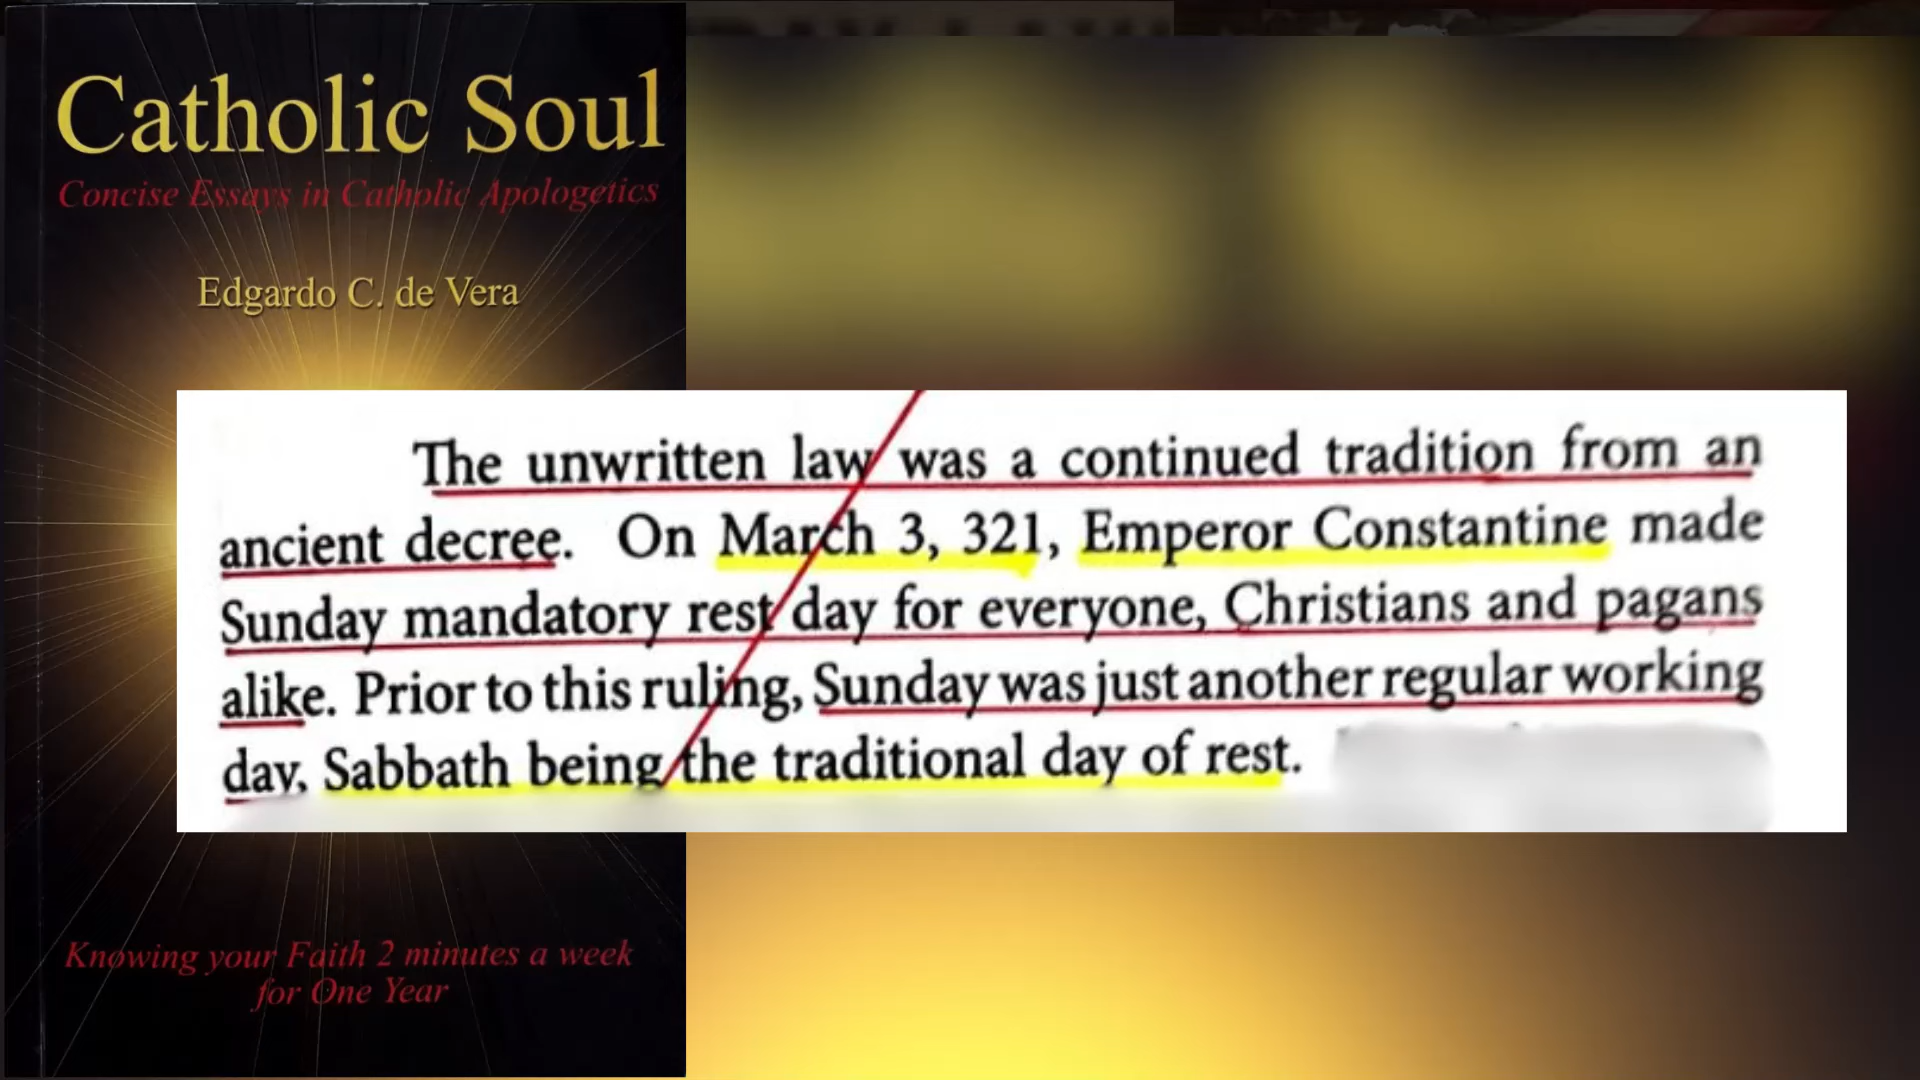 Catholic Soul
Concise Essays in Catholic Apologetics
Edgardo C. de Vera
The unwritten law was a continued tradition from an
ancient decree. On March 3, 321, Emperor Constantine made
Sunday mandatory rest day for everyone, Christians and pagans
alike. Prior to this ruling, Sunday was just another regular working
day, Sabbath being the traditional day of rest.
Knowing your Faith 2 minutes a week
for One Year